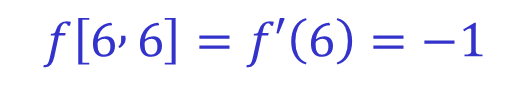 f[6,6] = f′(6) = −1